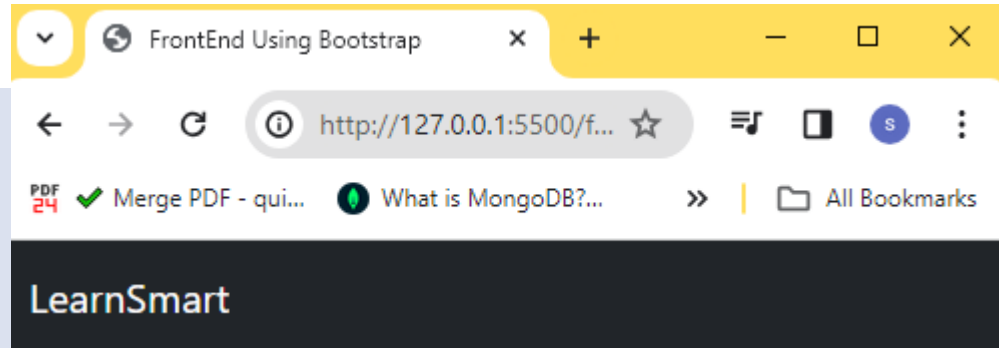 FrontEnd Using Bootstrap
http://127.0.0.1:5500/f... S
PDF 24 Merge PDF - qui... What is MongoDB?... All Bookmarks
LearnSmart